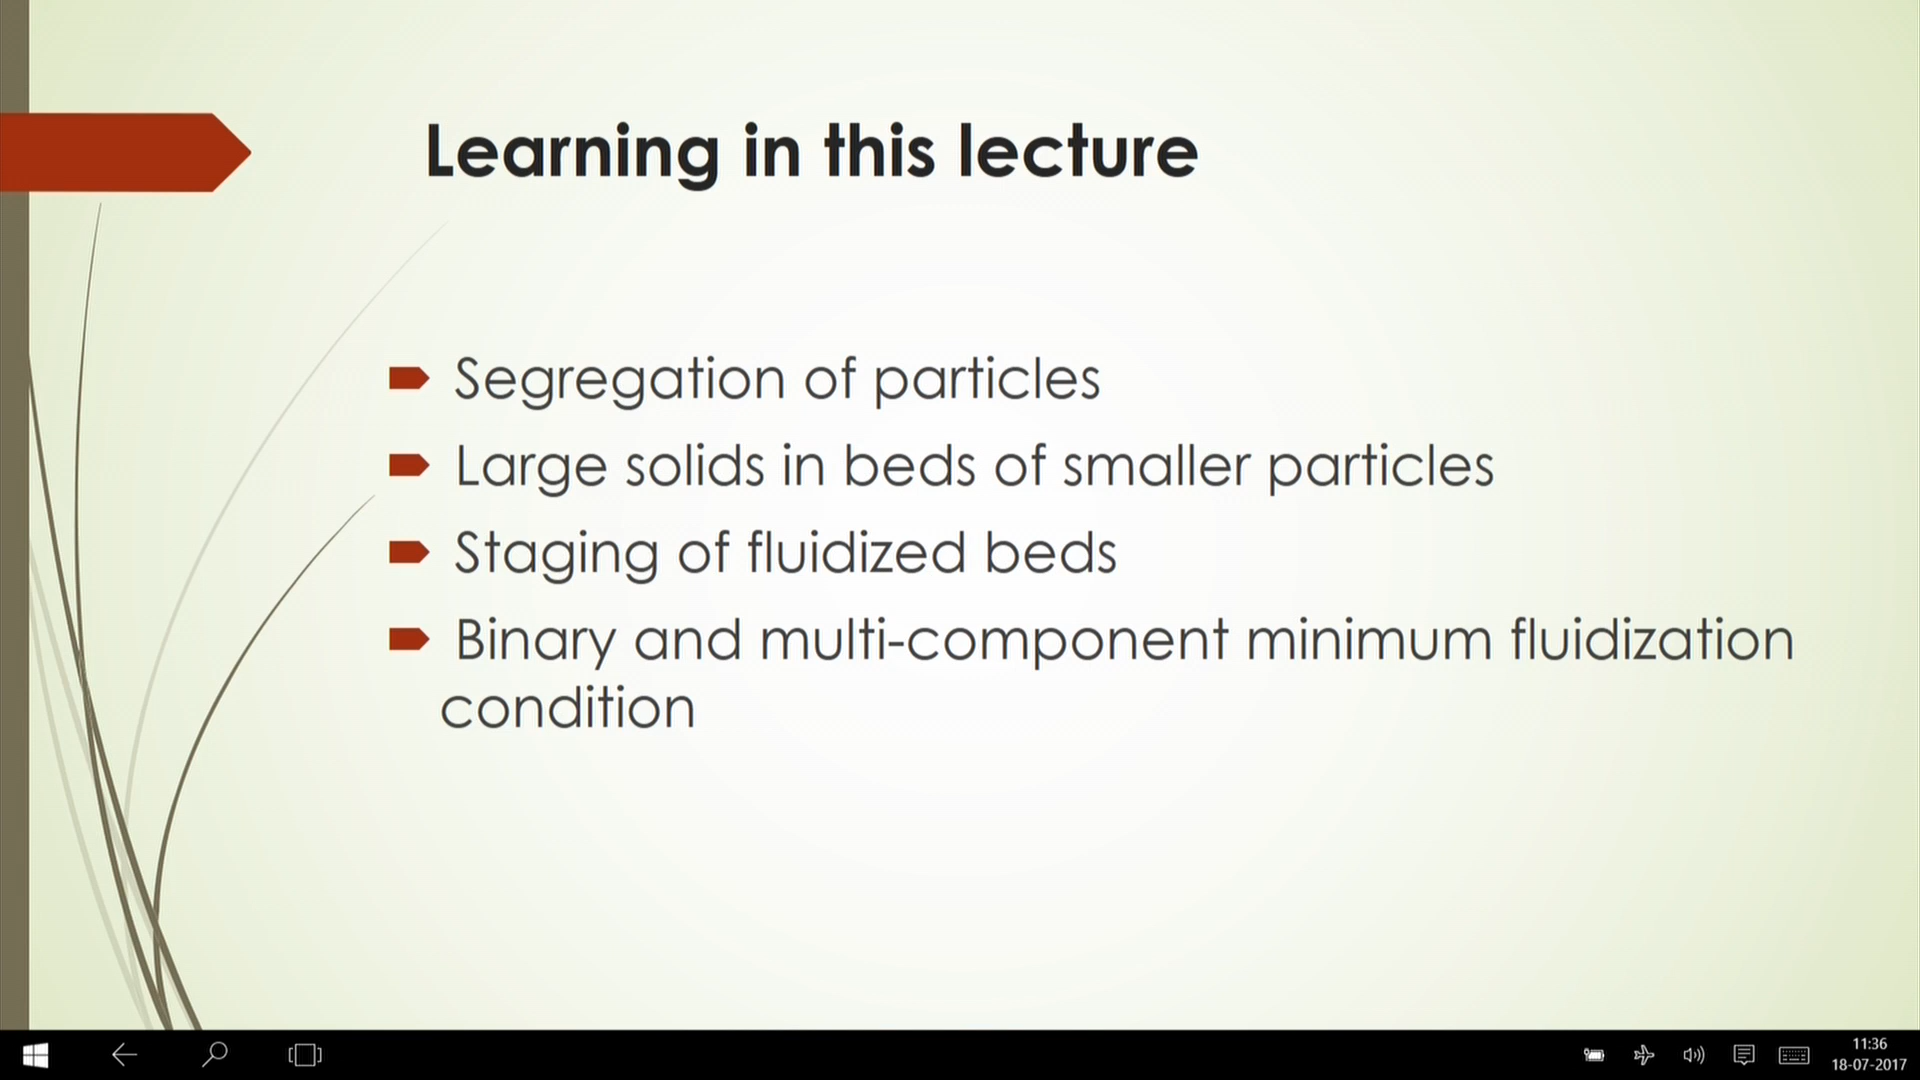 Learning in this lecture
Segregation of particles
Large solids in beds of smaller particles
Staging of fluidized beds
Binary and multi-component minimum fluidization
condition
11:36
18-07-2017